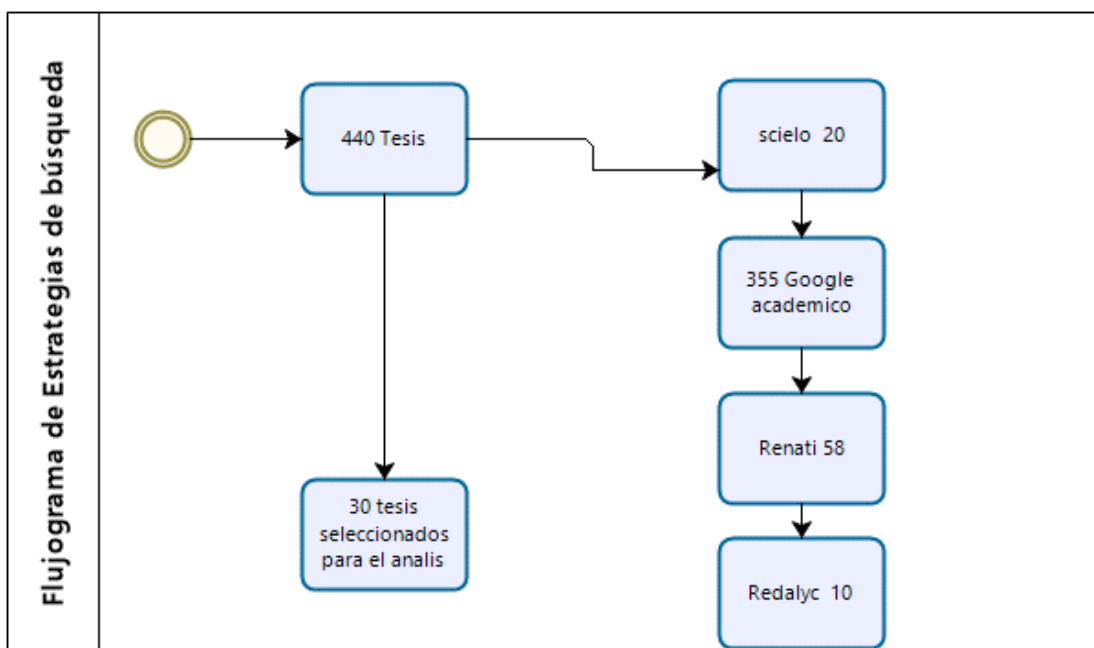 Flujograma de Estrategias de búsqueda
440 Tesis
scielo 20
355 Google
academico
Renati 58
30 tesis
seleccionados
para el analis
Redalyc 10